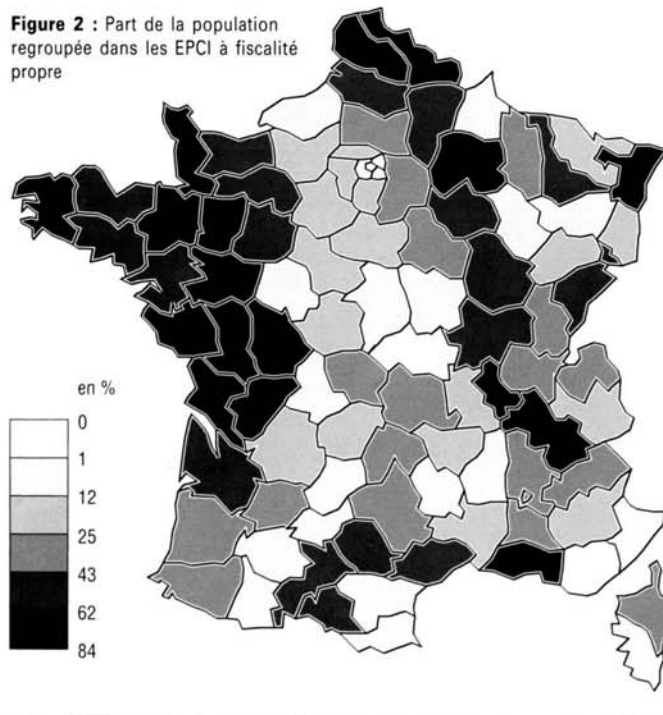 Figure 2 : Part de la population
regroupée dans les EPCI à fiscalité
propre
en %
0
1
12
25
43
62
84